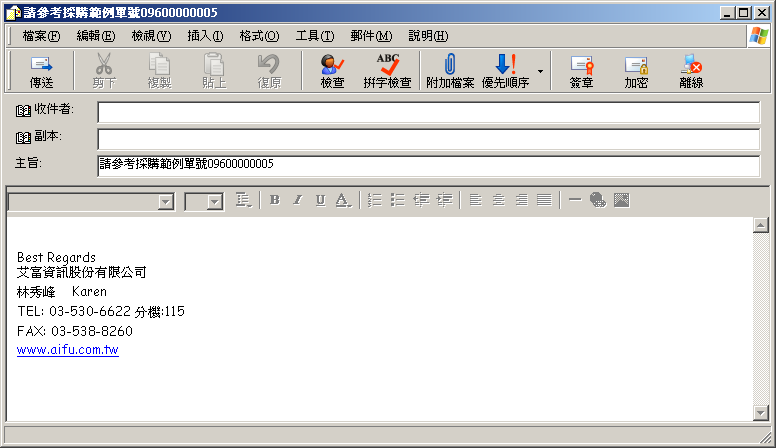 請參考採購範例單號09600000005
檔案(F) 編輯(E) 檢視(V) 插入(I) 格式(O) 工具(T) 郵件(M) 說明(H)
傳送 剪下 複製 貼上 復原 檢查 拼字檢查 附加檔案 優先順序 簽章 加密 離線
ABC
收件者:
副本:
主旨: 請參考採購範例單號09600000005
B I U A
Best Regards
艾富資訊股份有限公司
林秀峰 Karen
TEL: 03-530-6622 分機:115
FAX: 03-538-8260
www.aifu.com.tw